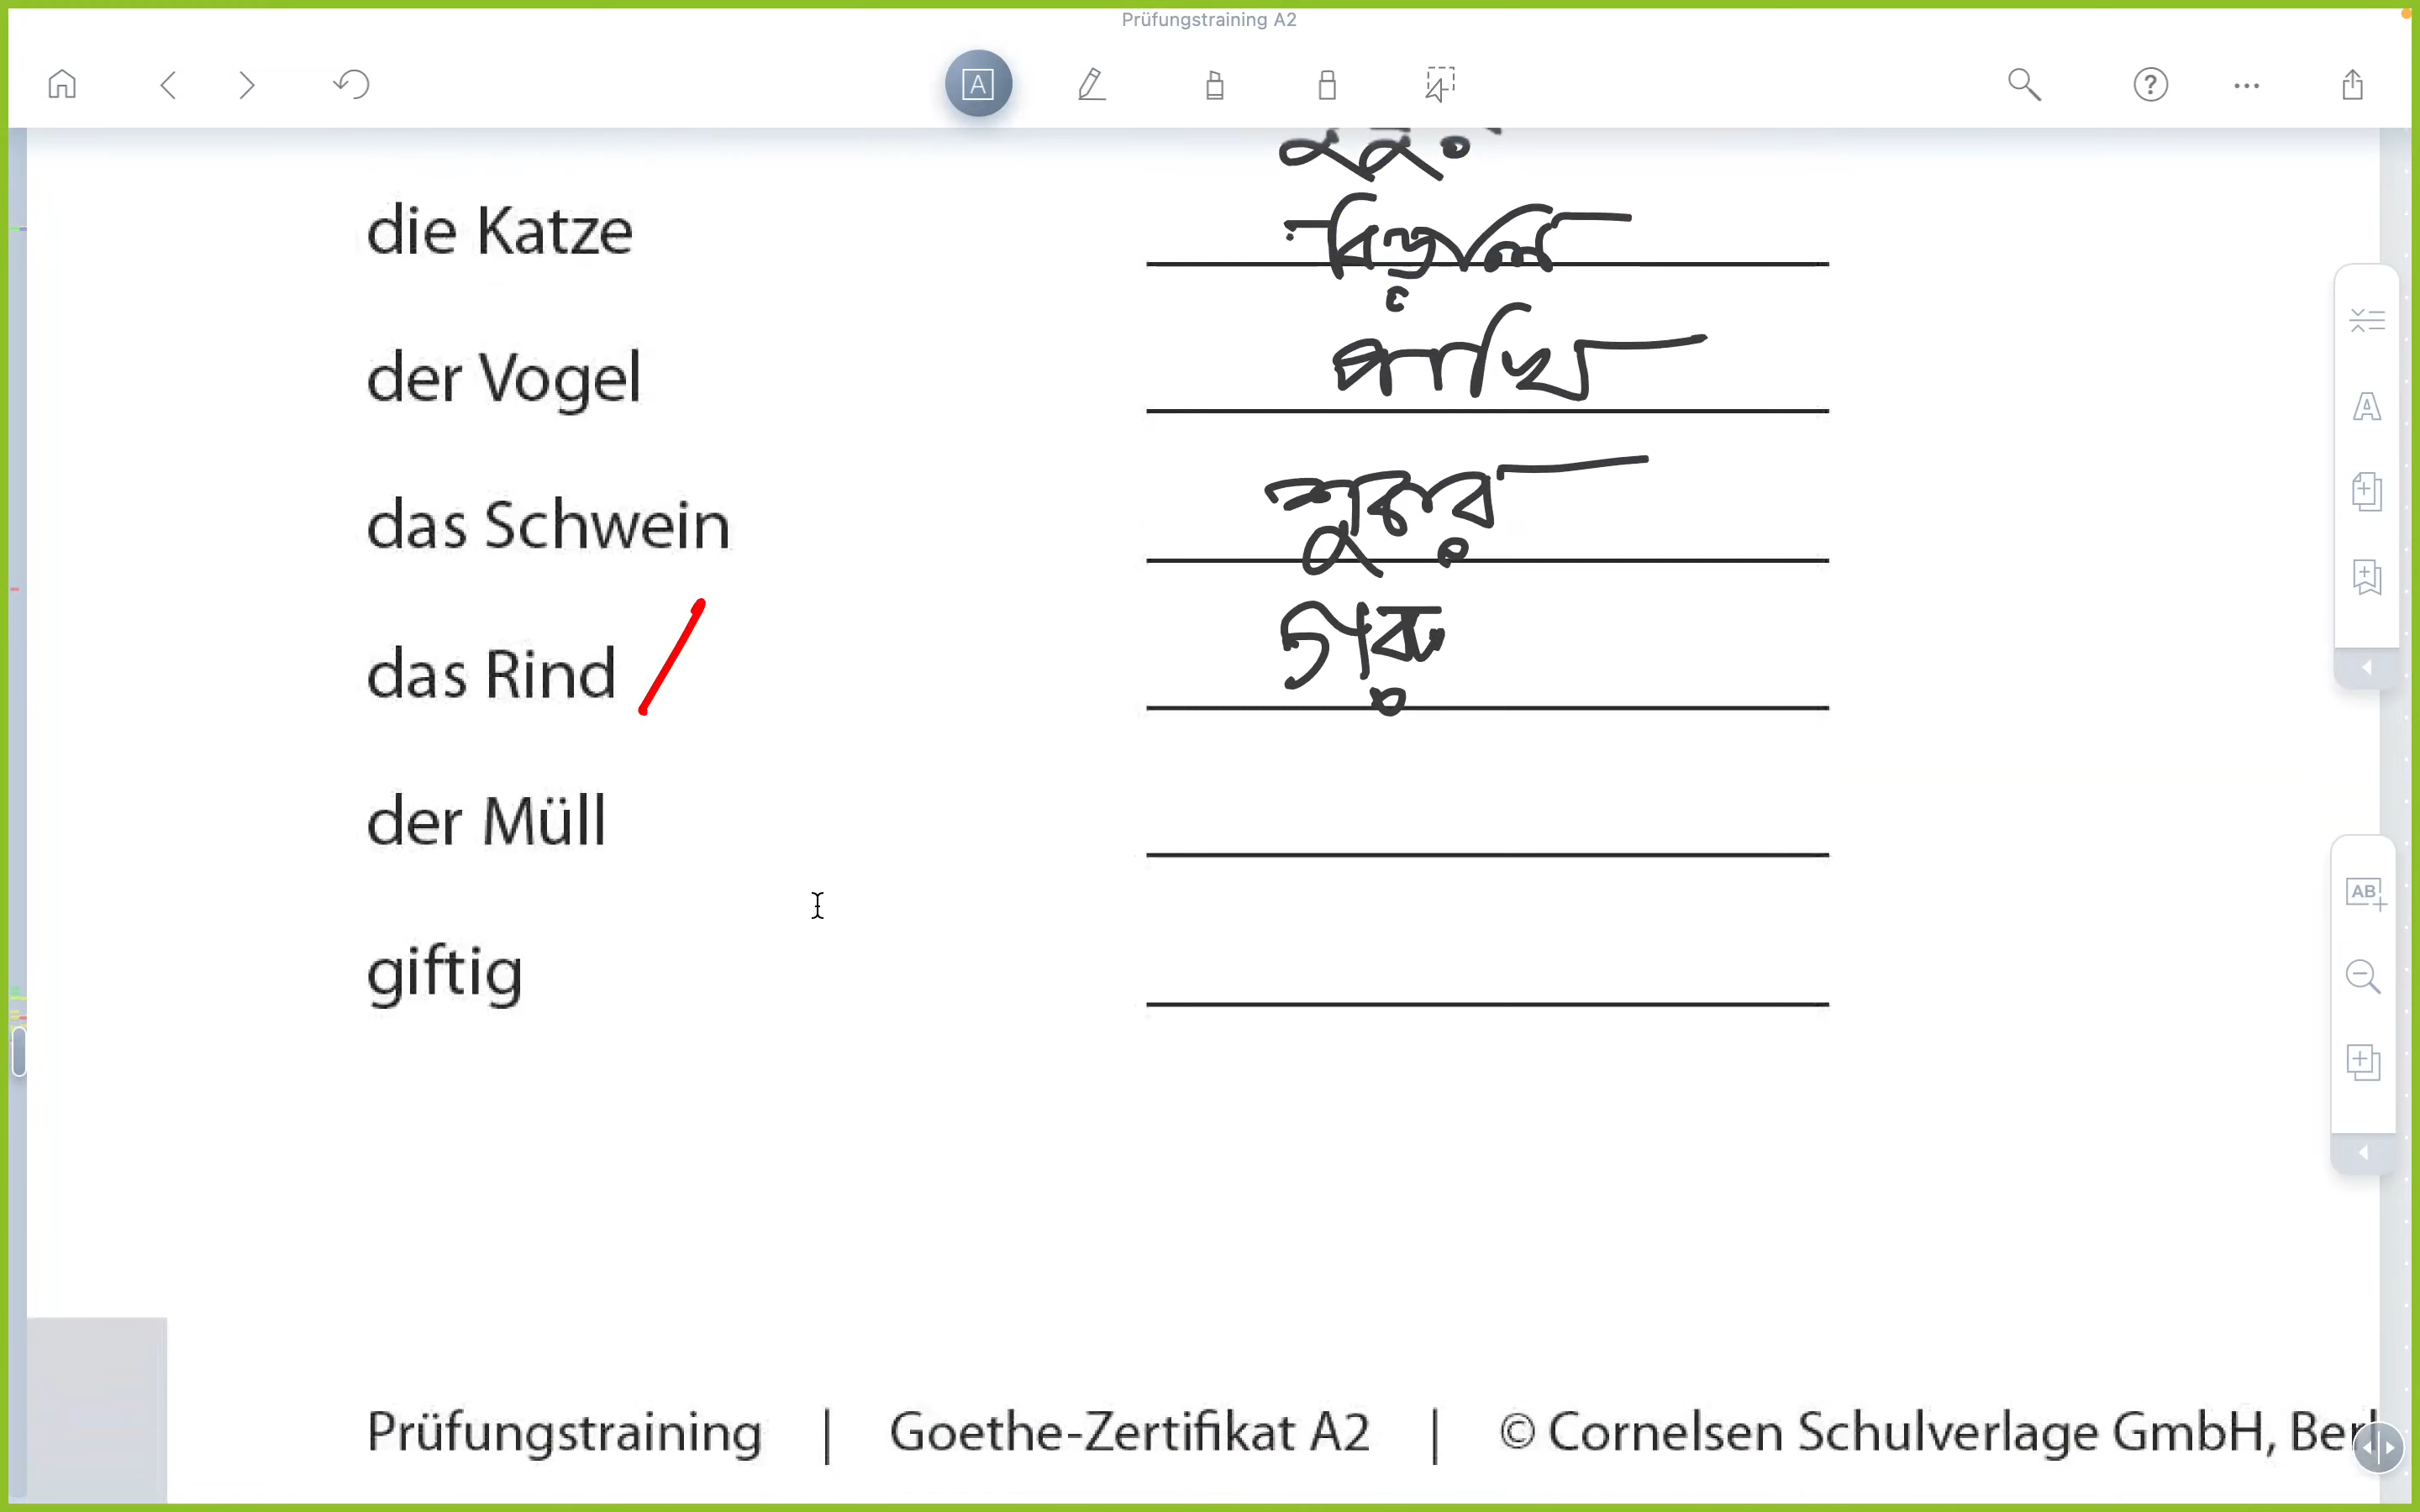 Prüfungstraining A2
die Katze
der Vogel
পাখি
das Schwein
শূকর
das Rind
গরু
der Müll
giftig
Prüfungstraining | Goethe-Zertifikat A2 | © Cornelsen Schulverlage GmbH, Berl